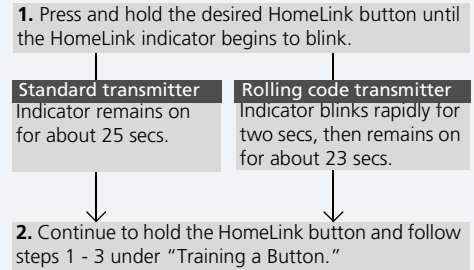 1. Press and hold the desired HomeLink button until
the HomeLink indicator begins to blink.
Standard transmitter
Indicator remains on
for about 25 secs.
Rolling code transmitter
Indicator blinks rapidly for
two secs, then remains on
for about 23 secs.
2. Continue to hold the HomeLink button and follow
steps 1 - 3 under “Training a Button.”